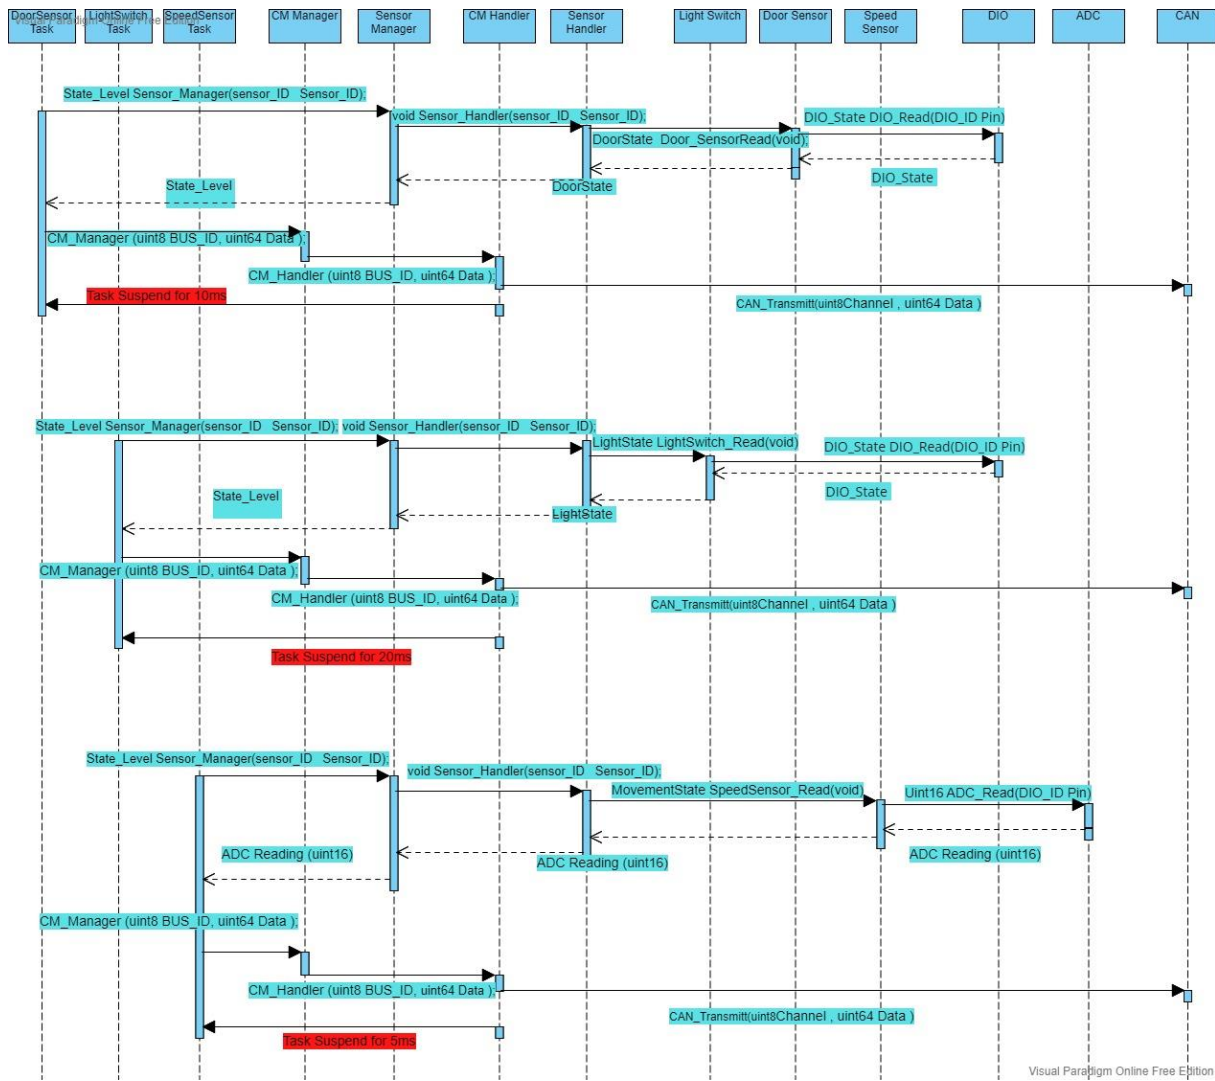 Visual Paradigm Online Free Edition
DoorSensor
Task
LightSwitch
Task
SpeedSensor
Task
CM Manager
Sensor
Manager
CM Handler
Sensor
Handler
Light Switch
Door Sensor
Speed
Sensor
DIO
ADC
CAN
State_Level Sensor_Manager(sensor_ID Sensor_ID);
void Sensor_Handler(sensor_ID Sensor_ID);
DIO_State DIO_Read(DIO_ID Pin)
DoorState Door_SensorRead(void);
DIO_State
DoorState
State_Level
CM_Manager (uint8 BUS_ID, uint64 Data );
CM_Handler (uint8 BUS_ID, uint64 Data );
Task Suspend for 10ms
CAN_Transmitt(uint8Channel , uint64 Data )
State_Level Sensor_Manager(sensor_ID Sensor_ID);
void Sensor_Handler(sensor_ID Sensor_ID);
LightState LightSwitch_Read(void)
DIO_State DIO_Read(DIO_ID Pin)
DIO_State
State_Level
LightState
CM_Manager (uint8 BUS_ID, uint64 Data );
CM_Handler (uint8 BUS_ID, uint64 Data );
CAN_Transmitt(uint8Channel , uint64 Data )
Task Suspend for 20ms
State_Level Sensor_Manager(sensor_ID Sensor_ID);
void Sensor_Handler(sensor_ID Sensor_ID);
MovementState SpeedSensor_Read(void)
Uint16 ADC_Read(DIO_ID Pin)
ADC Reading (uint16)
ADC Reading (uint16)
ADC Reading (uint16)
CM_Manager (uint8 BUS_ID, uint64 Data );
CM_Handler (uint8 BUS_ID, uint64 Data );
CAN_Transmitt(uint8Channel , uint64 Data )
Task Suspend for 5ms
Visual Paradigm Online Free Edition